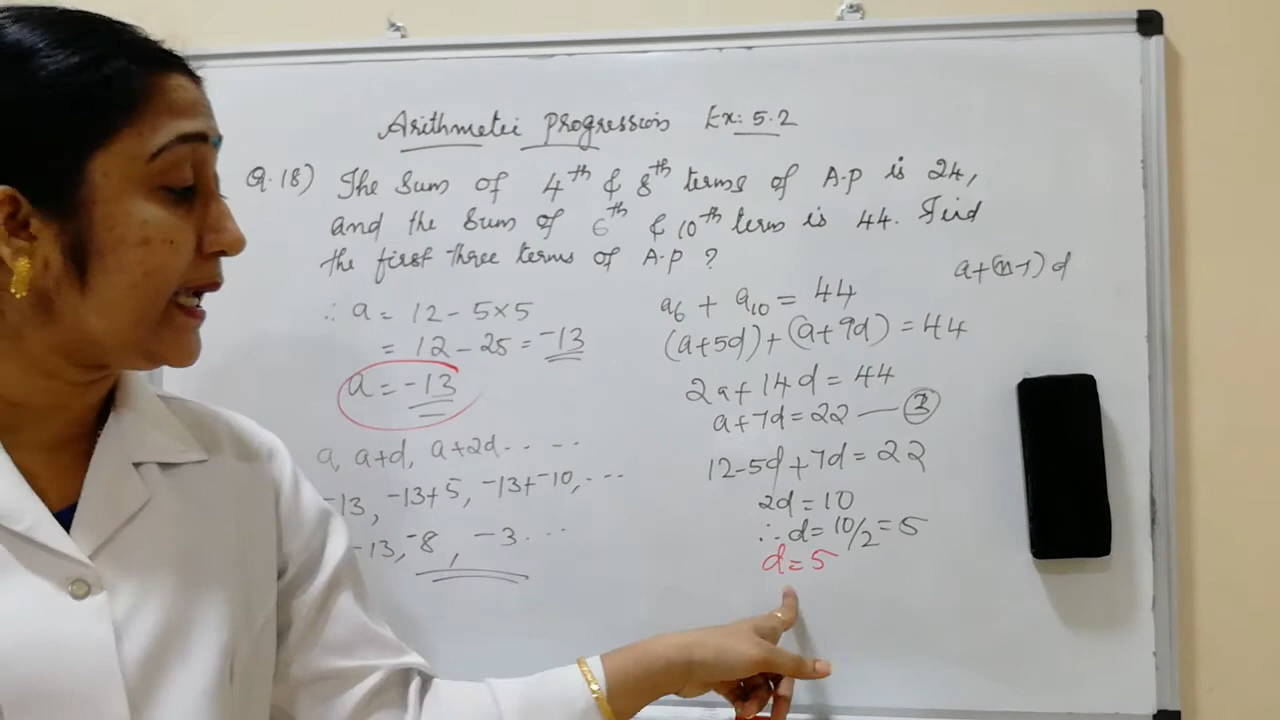 Arithmetic progression Ex: 5.2
Q.18) The Sum of 4th & 8th terms of A.P is 24,
and the Sum of 6th & 10th term is 44. Find
the first three terms of A.P ?
a+(n-1)d
∴ a = 12 - 5×5
= 12 - 25 = -13
a = -13
a, a+d, a+2d.. ..
-13, -13+5, -13+-10, ...
-13, -8, -3...
a6 + a10 = 44
(a+5d)+(a+9d) = 44
2a+14d = 44
a+7d = 22 — 2
12-5d+7d = 22
2d = 10
∴ d = 10/2 = 5
d = 5